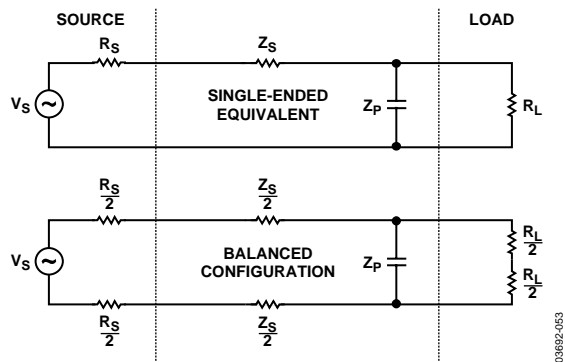 SOURCE
LOAD
RS
ZS
VS
SINGLE-ENDED
EQUIVALENT
ZP
RL
RS
2
ZS
2
VS
BALANCED
CONFIGURATION
ZP
RL
2
RL
2
RS
2
ZS
2
03692-053